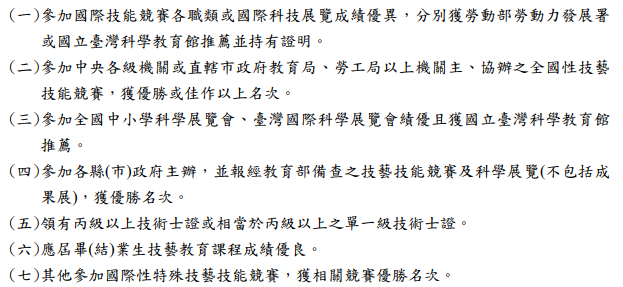 (一)參加國際技能競賽各職類或國際科技展覽成績優異，分別獲勞動部勞動力發展署
或國立臺灣科學教育館推薦並持有證明。
(二)參加中央各級機關或直轄市政府教育局、勞工局以上機關主、協辦之全國性技藝
技能競賽，獲優勝或佳作以上名次。
(三)參加全國中小學科學展覽會、臺灣國際科學展覽會績優且獲國立臺灣科學教育館
推薦。
(四)參加各縣(市)政府主辦，並報經教育部備查之技藝技能競賽及科學展覽(不包括成
果展)，獲優勝名次。
(五)領有丙級以上技術士證或相當於丙級以上之單一級技術士證。
(六)應屆畢(結)業生技藝教育課程成績優良。
(七)其他參加國際性特殊技藝技能競賽，獲相關競賽優勝名次。